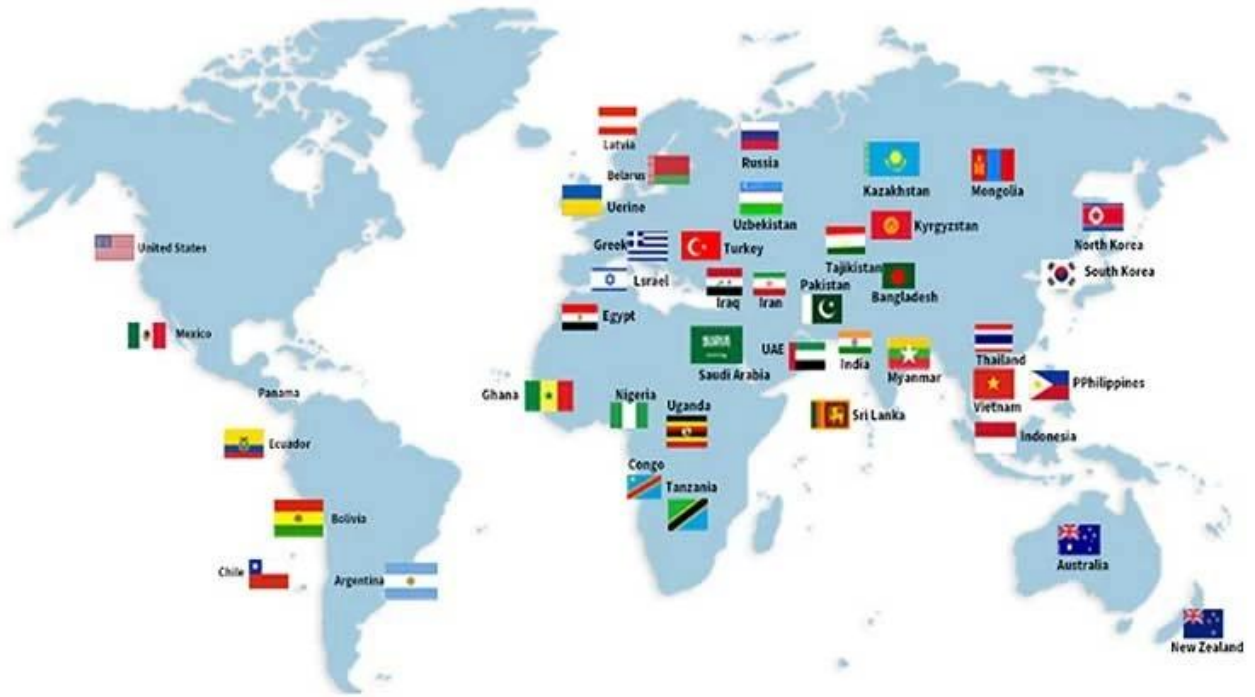 Latvia
Russia
Belarus
Kazakhstan
Mongolia
Uerine
Uzbekistan
Kyrgyzstan
United States
Greek
Turkey
Tajikistan
North Korea
Lsrael
Iraq
Iran
Pakistan
Bangladesh
South Korea
Egypt
Mexico
Saudi Arabia
UAE
India
Myanmar
Thailand
Panama
Ghana
Nigeria
Uganda
Sri Lanka
Vietnam
PPhilippines
Ecuador
Indonesia
Congo
Tanzania
Bolivia
Chile
Argentina
Australia
New Zealand